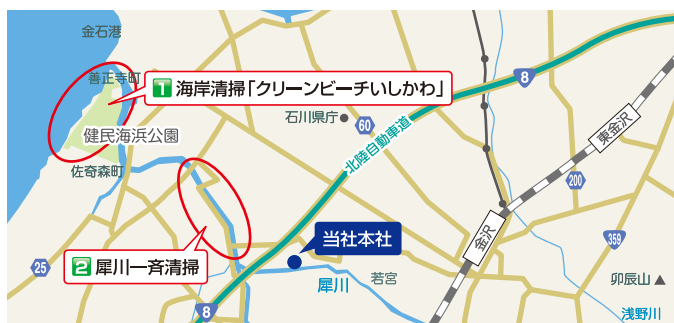 金石港
善正寺町
1 海岸清掃「クリーンビーチいしかわ」
8
石川県庁
60
健民海浜公園
北陸自動車道
東金沢
佐奇森町
200
当社本社
金沢
359
25
2 犀川一斉清掃
犀川
若宮
卯辰山
8
浅野川